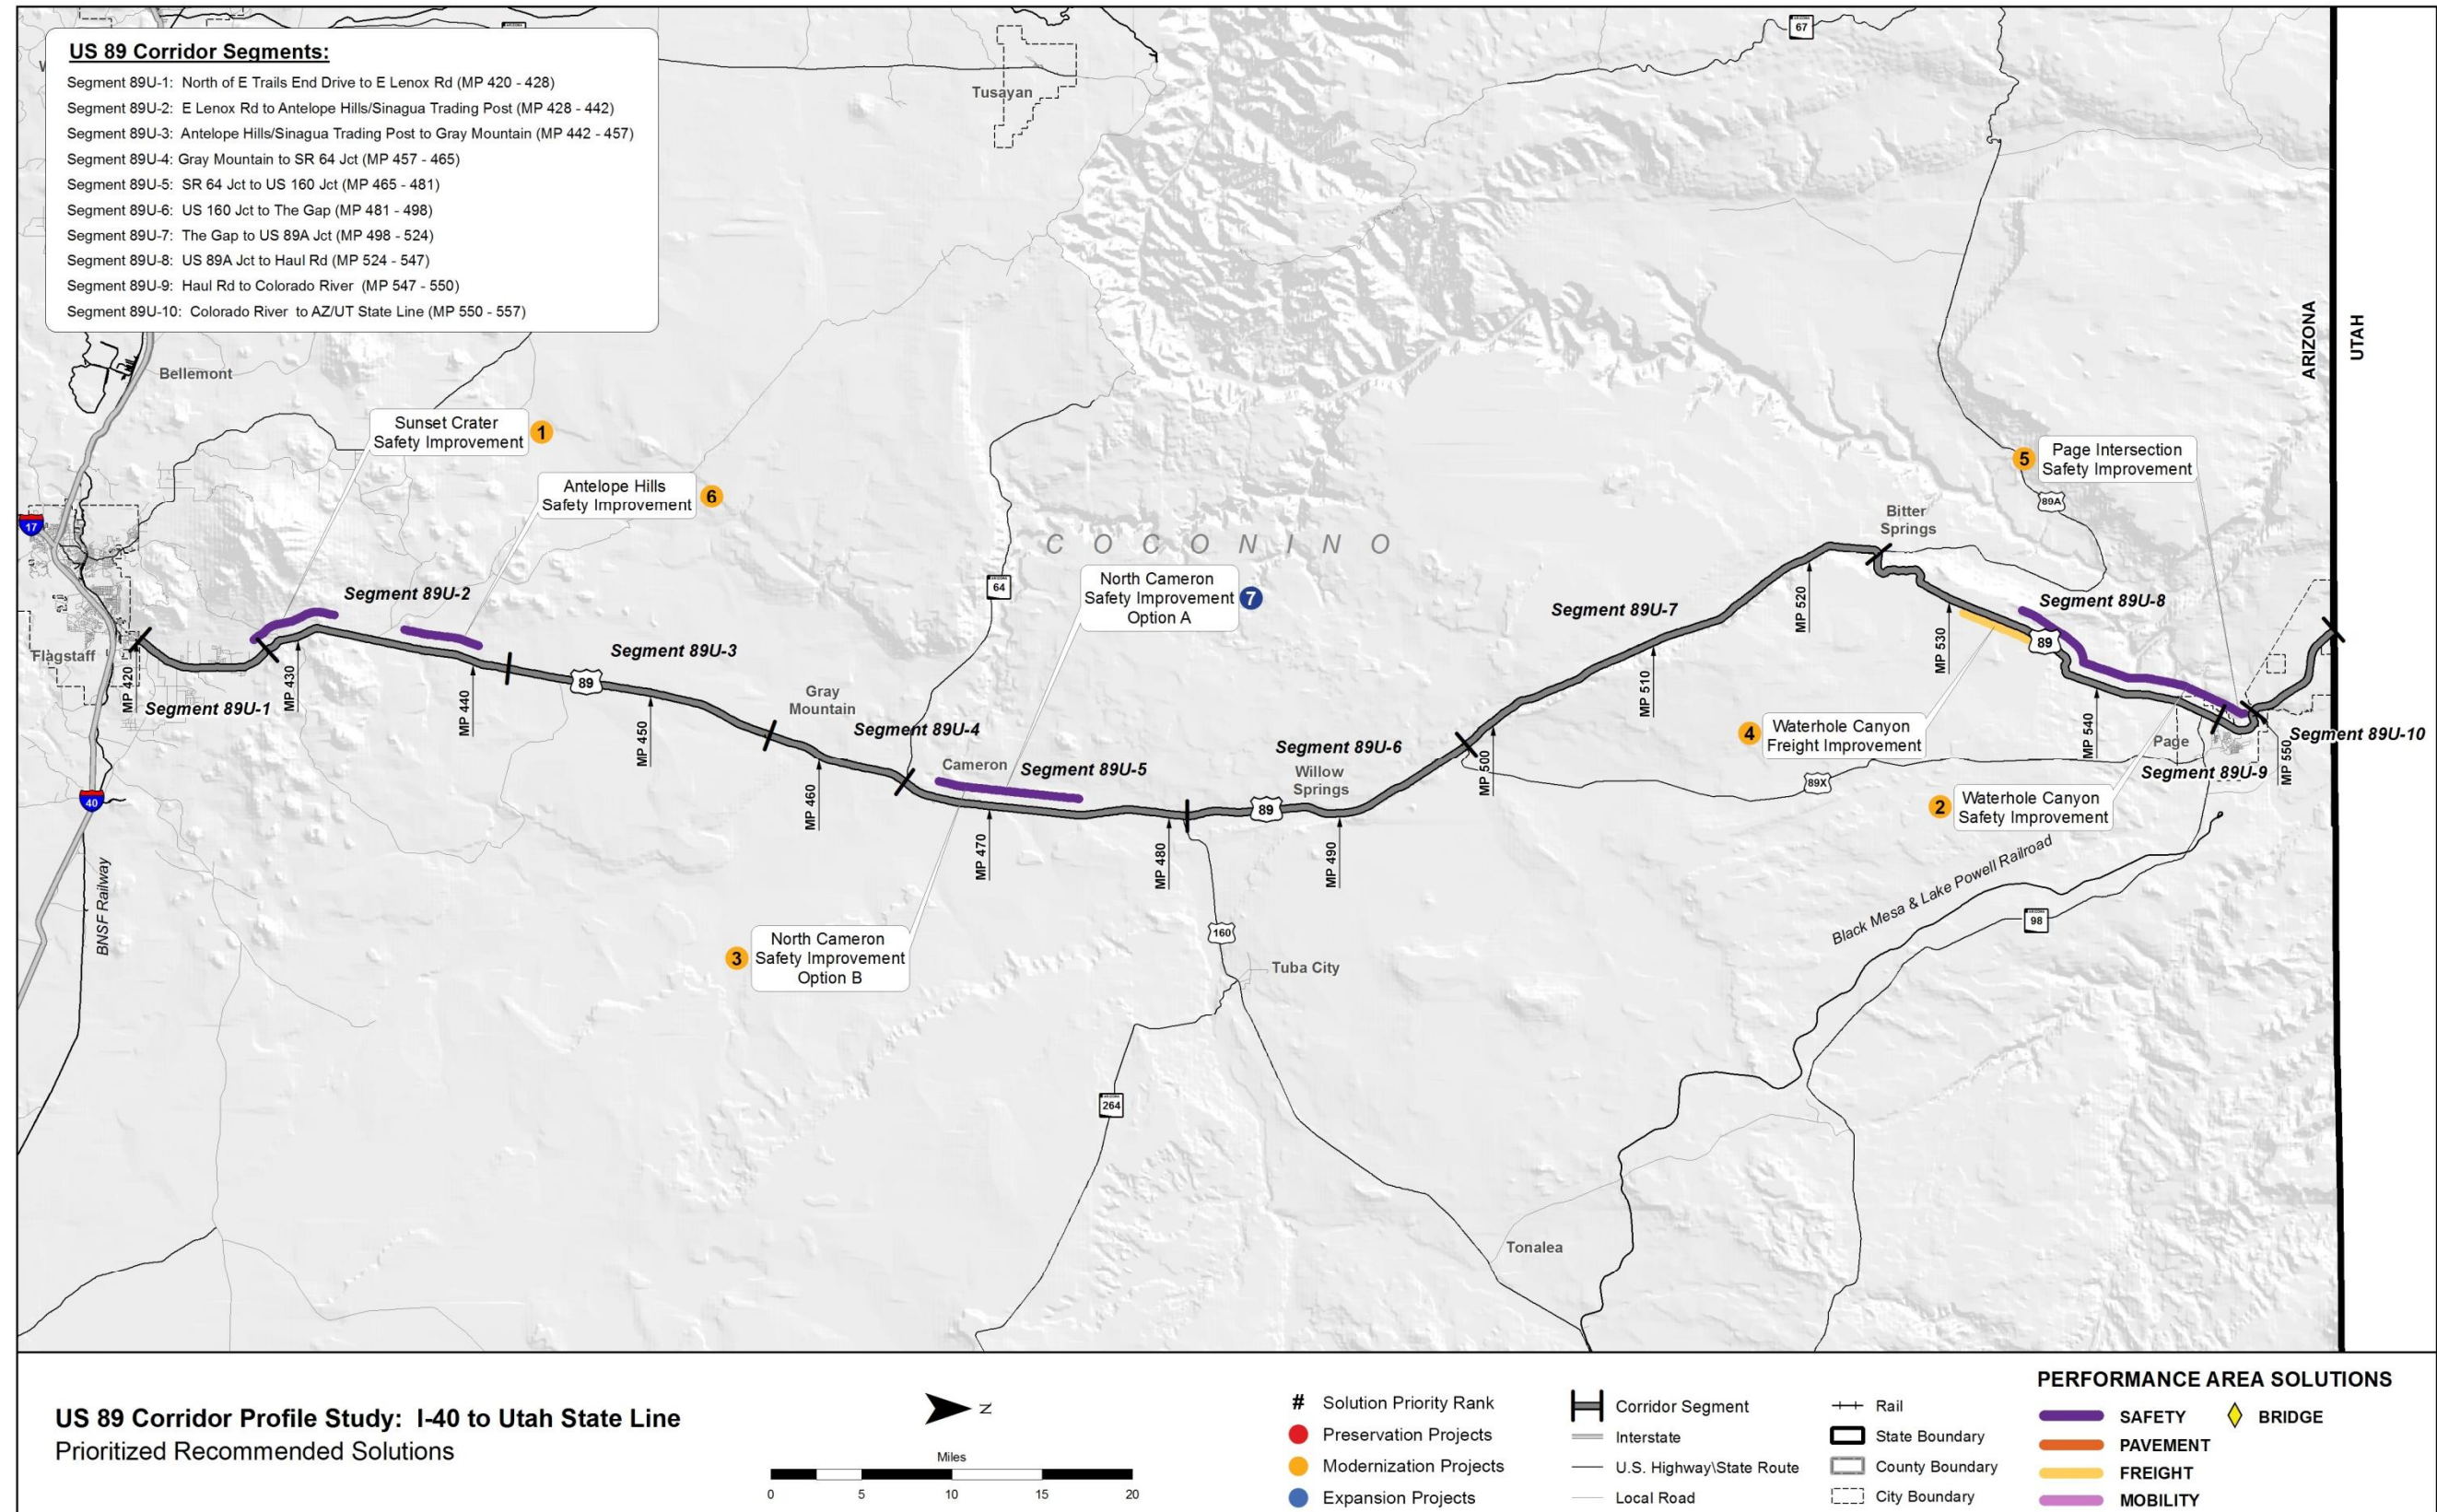 US 89 Corridor Segments:
Segment 89U-1: North of E Trails End Drive to E Lenox Rd (MP 420 - 428)
Segment 89U-2: E Lenox Rd to Antelope Hills/Sinagua Trading Post (MP 428 - 442)
Segment 89U-3: Antelope Hills/Sinagua Trading Post to Gray Mountain (MP 442 - 457)
Segment 89U-4: Gray Mountain to SR 64 Jct (MP 457 - 465)
Segment 89U-5: SR 64 Jct to US 160 Jct (MP 465 - 481)
Segment 89U-6: US 160 Jct to The Gap (MP 481 - 498)
Segment 89U-7: The Gap to US 89A Jct (MP 498 - 524)
Segment 89U-8: US 89A Jct to Haul Rd (MP 524 - 547)
Segment 89U-9: Haul Rd to Colorado River (MP 547 - 550)
Segment 89U-10: Colorado River to AZ/UT State Line (MP 550 - 557)
Tusayan
67
ARIZONA
UTAH
Bellemont
Sunset Crater
Safety Improvement
1
Antelope Hills
Safety Improvement
6
5
Page Intersection
Safety Improvement
89A
17
Bitter
Springs
COCONINO
64
North Cameron
Safety Improvement
Option A
7
Segment 89U-2
Segment 89U-7
Segment 89U-8
Flagstaff
Segment 89U-3
89
89
MP 420
Segment 89U-1
MP 430
MP 440
MP 450
Gray
Mountain
Segment 89U-4
Cameron
Segment 89U-5
Segment 89U-6
Willow
Springs
89
MP 460
MP 470
MP 480
MP 490
MP 500
MP 510
MP 520
MP 530
MP 540
MP 550
4
Waterhole Canyon
Freight Improvement
89X
Page
Segment 89U-9
Segment 89U-10
2
Waterhole Canyon
Safety Improvement
40
BNSF Railway
Black Mesa & Lake Powell Railroad
98
3
North Cameron
Safety Improvement
Option B
160
Tuba City
264
Tonalea
US 89 Corridor Profile Study: I-40 to Utah State Line
Prioritized Recommended Solutions
N
Miles
0 5 10 15 20
# Solution Priority Rank
Preservation Projects
Modernization Projects
Expansion Projects
Corridor Segment
Interstate
U.S. Highway\State Route
Local Road
Rail
State Boundary
County Boundary
City Boundary
PERFORMANCE AREA SOLUTIONS
SAFETY
BRIDGE
PAVEMENT
FREIGHT
MOBILITY